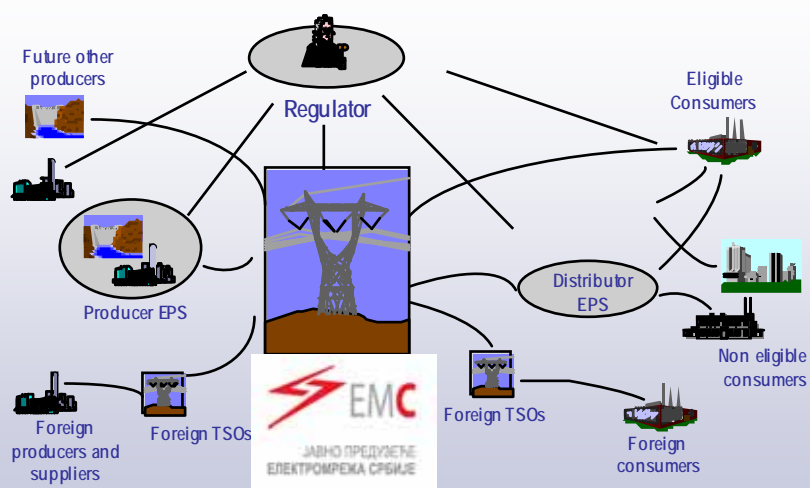 Future other
producers
Regulator
Eligible
Consumers
Producer EPS
Distributor
EPS
Non eligible
consumers
Foreign
producers and
suppliers
Foreign TSOs
EMC
ЈАВНО ПРЕДУЗЕЋЕ
ЕЛЕКТРОМРЕЖА СРБИЈЕ
Foreign TSOs
Foreign
consumers